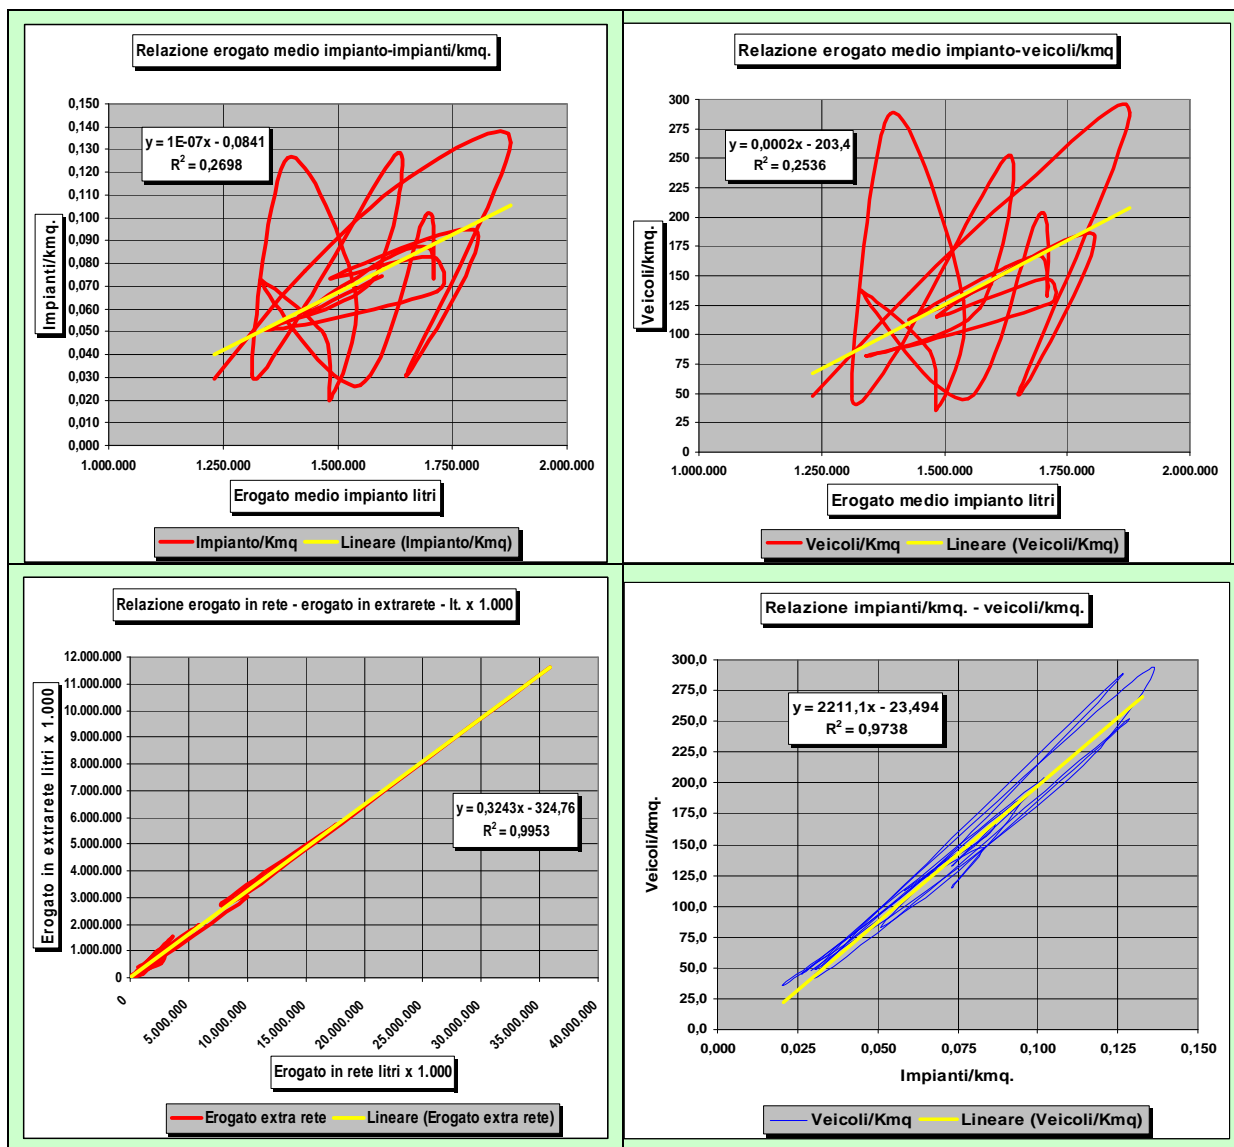 Relazione erogato medio impianto-impianti/kmq.
0,150
0,140
0,130
0,120
0,110
0,100
0,090
0,080
0,070
0,060
0,050
0,040
0,030
0,020
0,010
0,000
Impianti/kmq.
y = 1E-07x - 0,0841
R² = 0,2698
1.000.000 1.250.000 1.500.000 1.750.000 2.000.000
Erogato medio impianto litri
Impianto/Kmq Lineare (Impianto/Kmq)
Relazione erogato medio impianto-veicoli/kmq
300
275
250
225
200
175
150
125
100
75
50
25
0
Veicoli/kmq.
y = 0,0002x - 203,4
R² = 0,2536
1.000.000 1.250.000 1.500.000 1.750.000 2.000.000
Erogato medio impianto litri
Veicoli/Kmq Lineare (Veicoli/Kmq)
Relazione erogato in rete - erogato in extrarete - lt. x 1.000
12.000.000
11.000.000
10.000.000
9.000.000
8.000.000
7.000.000
6.000.000
5.000.000
4.000.000
3.000.000
2.000.000
1.000.000
0
Erogato in extrarete litri x 1.000
y = 0,3243x - 324,76
R² = 0,9953
0 5.000.000 10.000.000 15.000.000 20.000.000 25.000.000 30.000.000 35.000.000 40.000.000
Erogato in rete litri x 1.000
Erogato extra rete Lineare (Erogato extra rete)
Relazione impianti/kmq. - veicoli/kmq.
300,0
275,0
250,0
225,0
200,0
175,0
150,0
125,0
100,0
75,0
50,0
25,0
0,0
Veicoli/kmq.
y = 2211,1x - 23,494
R² = 0,9738
0,000 0,025 0,050 0,075 0,100 0,125 0,150
Impianti/kmq.
Veicoli/Kmq Lineare (Veicoli/Kmq)